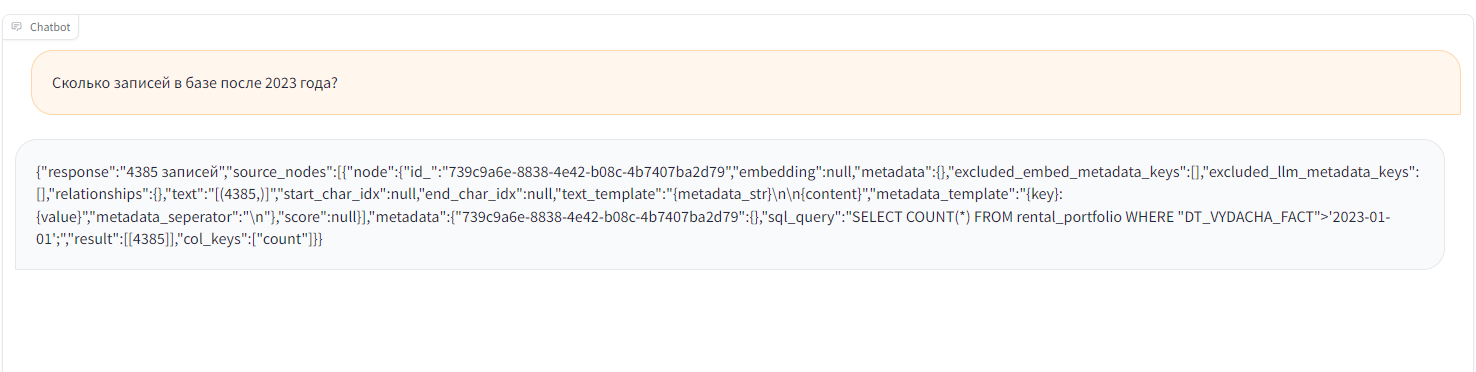 Chatbot
Сколько записей в базе после 2023 года?
{"response":"4385 записей","source_nodes":[{"node":{"id_":"739c9a6e-8838-4e42-b08c-4b7407ba2d79","embedding":null,"metadata":{},"excluded_embed_metadata_keys":[],"excluded_llm_metadata_keys":
[],"relationships":{},"text":"[(4385,)]","start_char_idx":null,"end_char_idx":null,"text_template":"{metadata_str}\n\n{content}","metadata_template":"{key}:
{value}","metadata_seperator":"\n"},"score":null}],"metadata":{"739c9a6e-8838-4e42-b08c-4b7407ba2d79":{},"sql_query":"SELECT COUNT(*) FROM rental_portfolio WHERE "DT_VYDACHA_FACT">'2023-01-
01';","result":[[4385]],"col_keys":["count"]}}